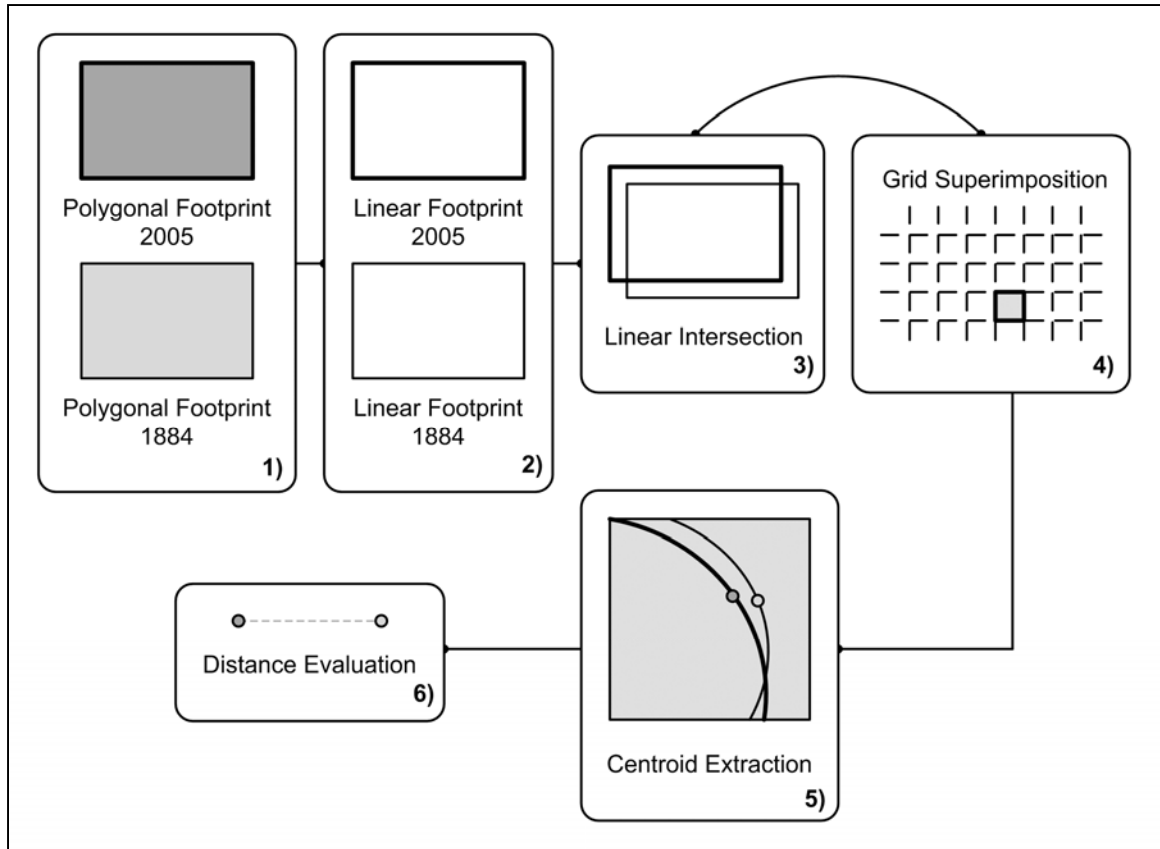 Polygonal Footprint
2005
Polygonal Footprint
1884
1)
Linear Footprint
2005
Linear Footprint
1884
2)
Linear Intersection
3)
Grid Superimposition
4)
Centroid Extraction
5)
Distance Evaluation
6)